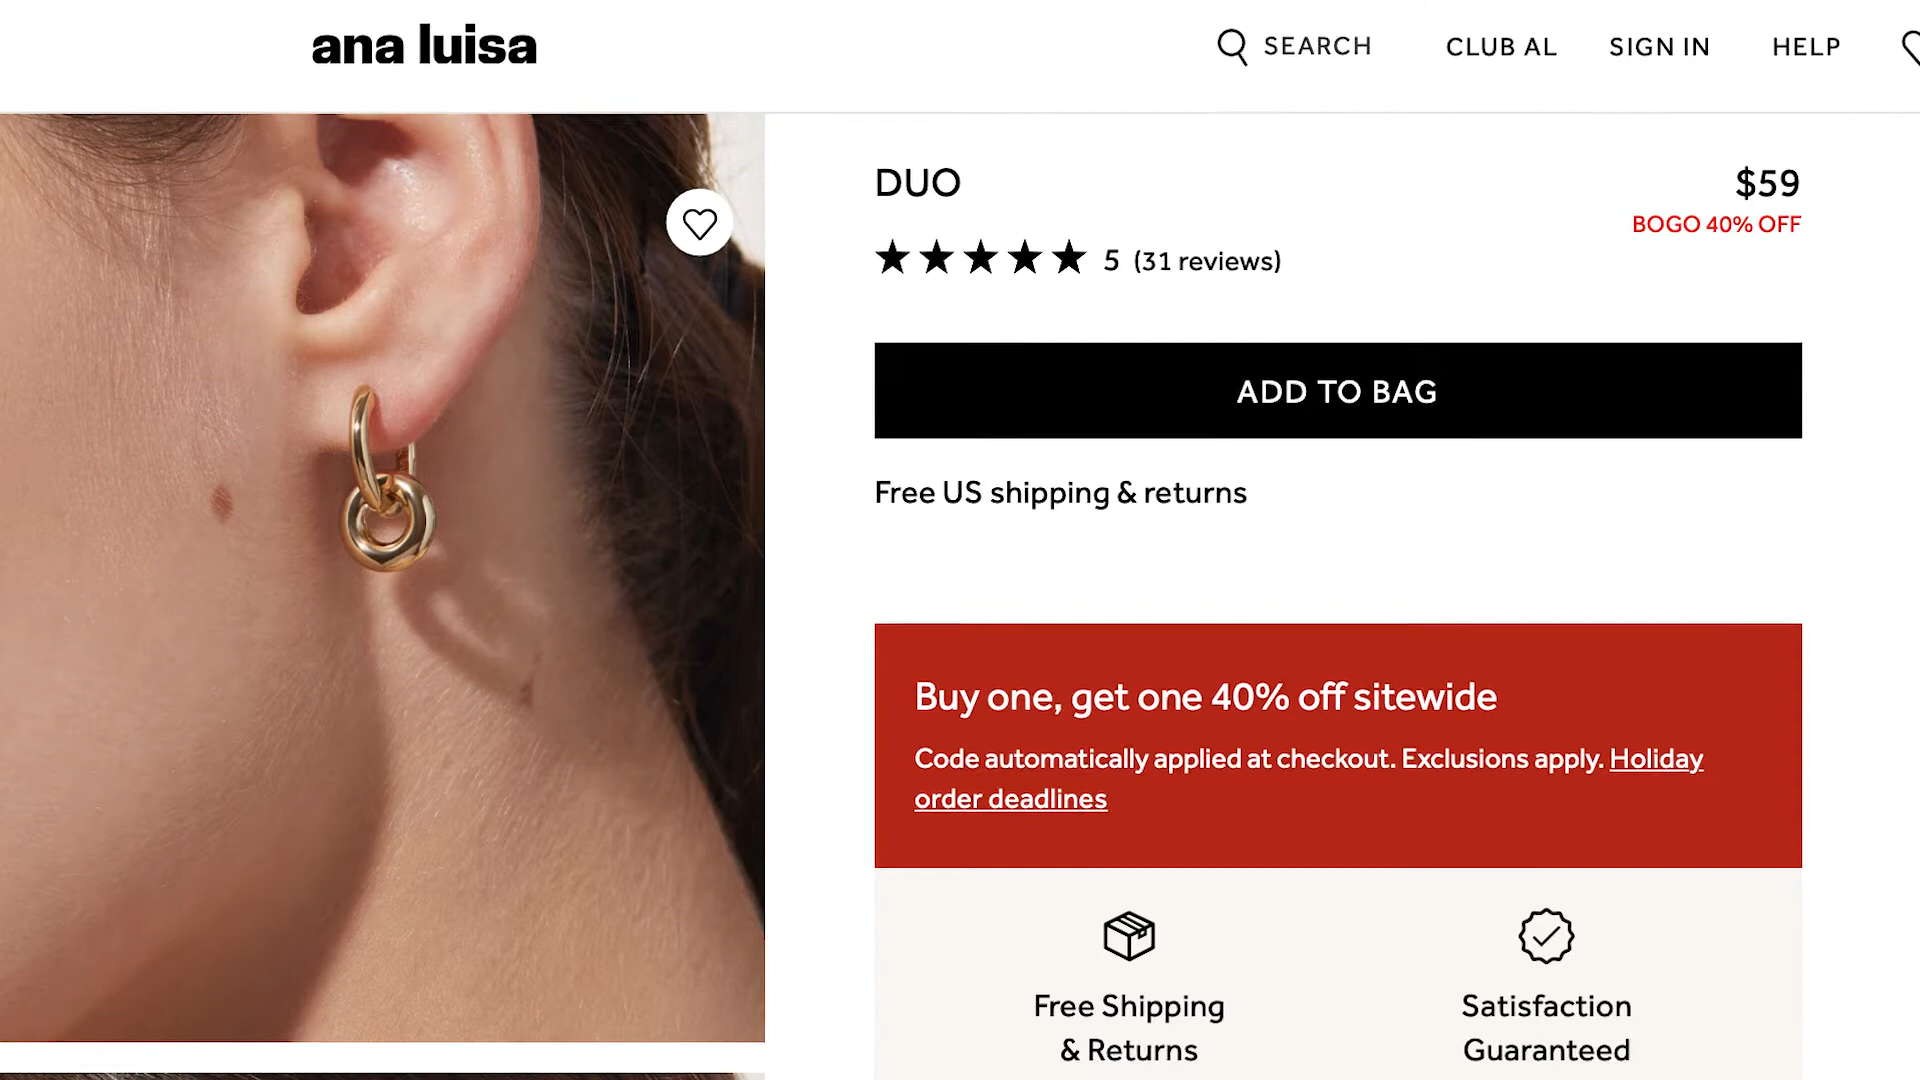 ana luisa
SEARCH
CLUB AL
SIGN IN
HELP
DUO
$59
BOGO 40% OFF
5 (31 reviews)
ADD TO BAG
Free US shipping & returns
Buy one, get one 40% off sitewide
Code automatically applied at checkout. Exclusions apply. Holiday
order deadlines
Free Shipping
& Returns
Satisfaction
Guaranteed